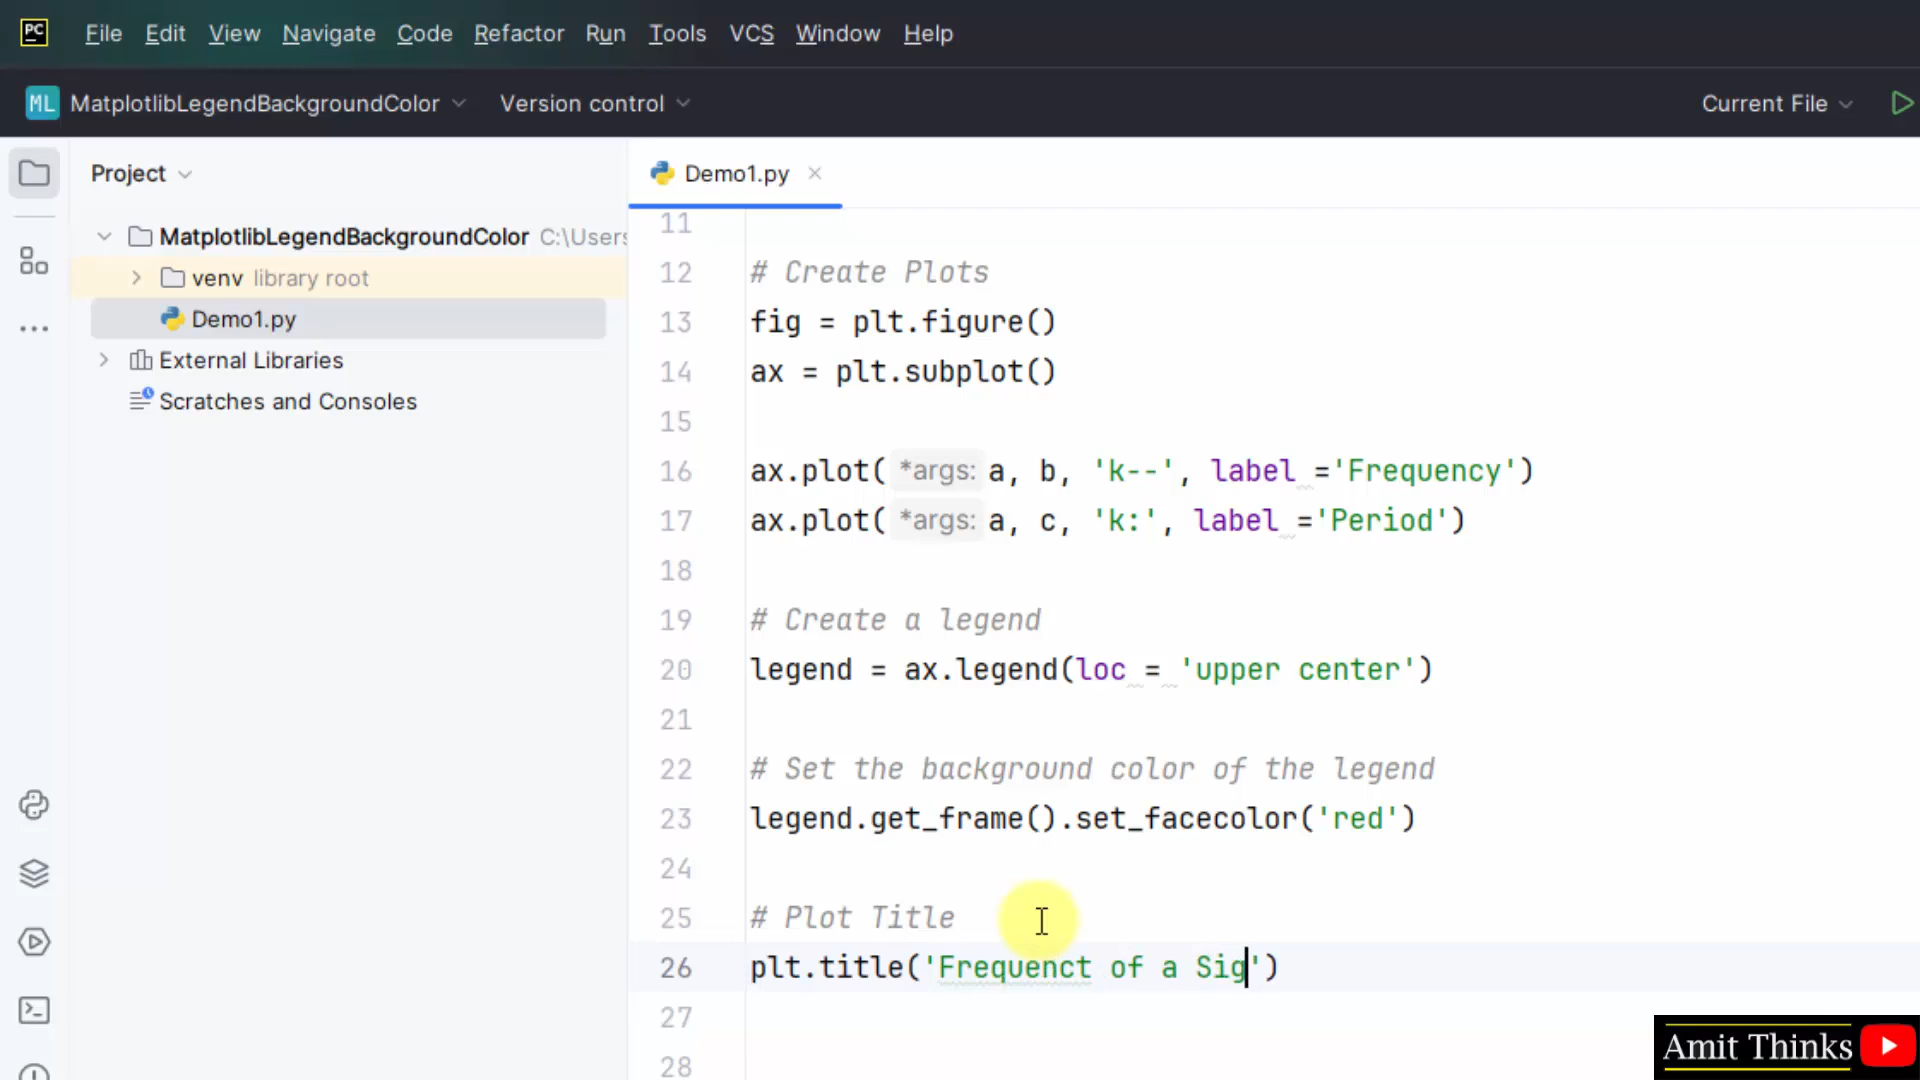 PC File Edit View Navigate Code Refactor Run Tools VCS Window Help
ML MatplotlibLegendBackgroundColor Version control Current File
Project
Demo1.py
MatplotlibLegendBackgroundColor C:\Users
venv library root
Demo1.py
External Libraries
Scratches and Consoles
11
12 # Create Plots
13 fig = plt.figure()
14 ax = plt.subplot()
15
16 ax.plot( *args: a, b, 'k--', label ='Frequency')
17 ax.plot( *args: a, c, 'k:', label ='Period')
18
19 # Create a legend
20 legend = ax.legend(loc = 'upper center')
21
22 # Set the background color of the legend
23 legend.get_frame().set_facecolor('red')
24
25 # Plot Title
26 plt.title('Frequenct of a Sig')
27
28
Amit Thinks